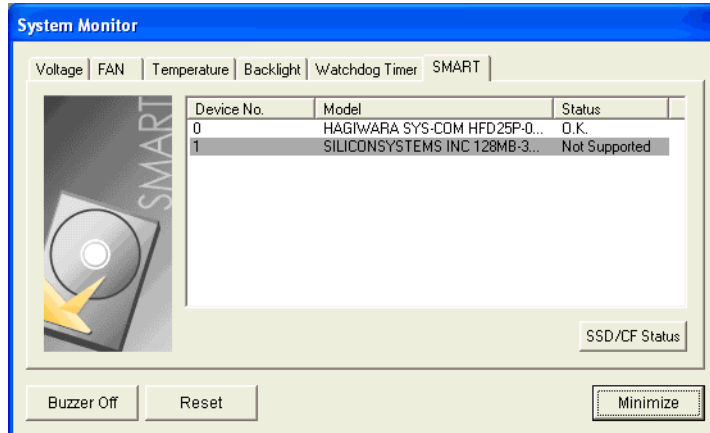 System Monitor
Voltage FAN Temperature Backlight Watchdog Timer SMART
SMART
Device No. Model Status
0 HAGIWARA SYS-COM HFD25P-0... O.K.
1 SILICONSYSTEMS INC 128MB-3... Not Supported
SSD/CF Status
Buzzer Off Reset Minimize